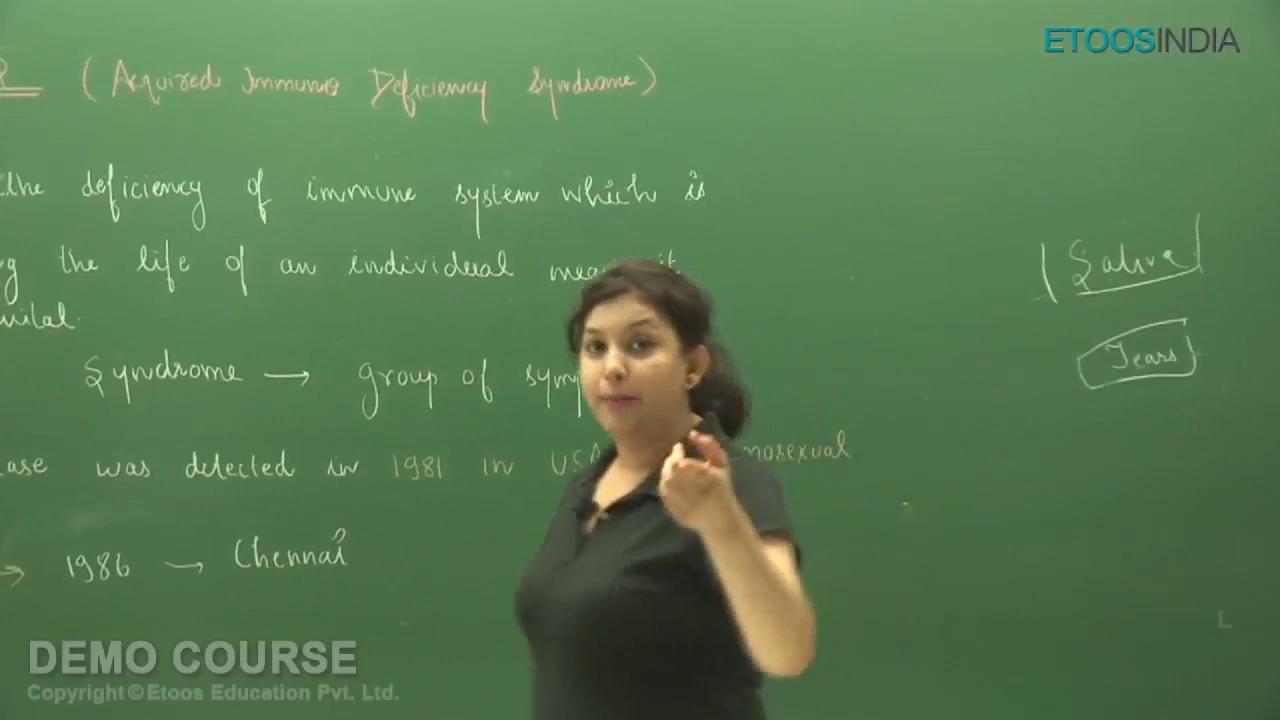 ETOOSINDIA
(Acquired Immuno Deficiency Syndrome)
the deficiency of immune system which is
the life of an individual
Saliva
Tears
Syndrome → group of
was detected in 1981 in
1986 → Chennai
DEMO COURSE
Copyright © Etoos Education Pvt. Ltd.